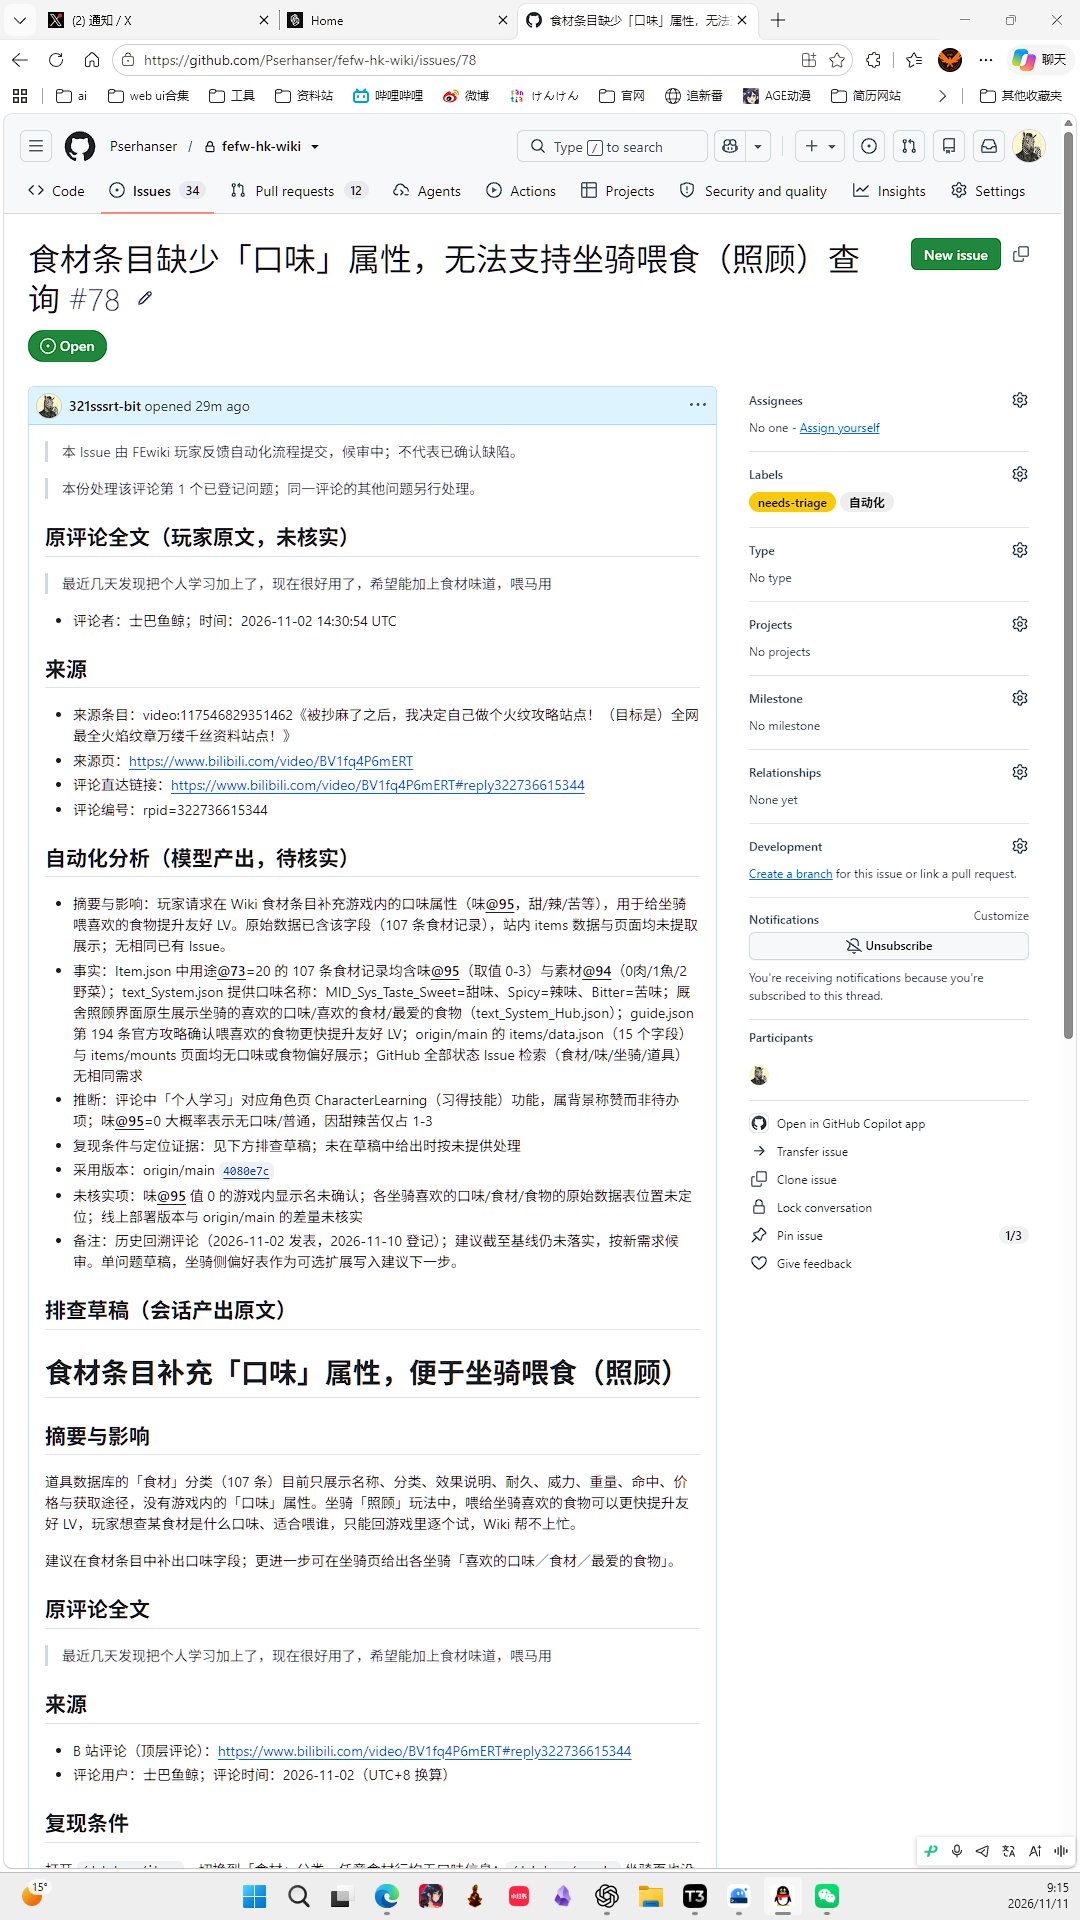 (2) 通知 / X
Home
食材条目缺少「口味」属性，无法
https://github.com/Pserhanser/fefw-hk-wiki/issues/78
聊天
ai
web ui合集
工具
资料站
哔哩哔哩
微博
けんけん
官网
追新番
AGE动漫
简历网站
其他收藏夹
Pserhanser / fefw-hk-wiki
Type / to search
Code
Issues 34
Pull requests 12
Agents
Actions
Projects
Security and quality
Insights
Settings
食材条目缺少「口味」属性，无法支持坐骑喂食（照顾）查
询 #78
New issue
Open
321sssrt-bit opened 29m ago
本 Issue 由 FEwiki 玩家反馈自动化流程提交，候审中；不代表已确认缺陷。
本份处理该评论第 1 个已登记问题；同一评论的其他问题另行处理。
原评论全文（玩家原文，未核实）
最近几天发现把个人学习加上了，现在很好用了，希望能加上食材味道，喂马用
评论者：士巴鱼鲸；时间：2026-11-02 14:30:54 UTC
来源
来源条目：video:117546829351462《被抄麻了之后，我决定自己做个火纹攻略站点！（目标是）全网
最全火焰纹章万缕千丝资料站点！》
来源页：https://www.bilibili.com/video/BV1fq4P6mERT
评论直达链接：https://www.bilibili.com/video/BV1fq4P6mERT#reply322736615344
评论编号：rpid=322736615344
自动化分析（模型产出，待核实）
摘要与影响：玩家请求在 Wiki 食材条目补充游戏内的口味属性（味@95，甜/辣/苦等），用于给坐骑
喂喜欢的食物提升友好 LV。原始数据已含该字段（107 条食材记录），站内 items 数据与页面均未提取
展示；无相同已有 Issue。
事实：Item.json 中用途@73=20 的 107 条食材记录均含味@95（取值 0-3）与素材@94（0肉/1魚/2
野菜）；text_System.json 提供口味名称：MID_Sys_Taste_Sweet=甜味、Spicy=辣味、Bitter=苦味；厩
舍照顾界面原生展示坐骑的喜欢的口味/喜欢的食材/最爱的食物（text_System_Hub.json）；guide.json
第 194 条官方攻略确认喂喜欢的食物更快提升友好 LV；origin/main 的 items/data.json（15 个字段）
与 items/mounts 页面均无口味或食物偏好展示；GitHub 全部状态 Issue 检索（食材/味/坐骑/道具）
无相同需求
推断：评论中「个人学习」对应角色页 CharacterLearning（习得技能）功能，属背景称赞而非待办
项；味@95=0 大概率表示无口味/普通，因甜辣苦仅占 1-3
复现条件与定位证据：见下方排查草稿；未在草稿中给出时按未提供处理
采用版本：origin/main 4080e7c
未核实项：味@95 值 0 的游戏内显示名未确认；各坐骑喜欢的口味/食材/食物的原始数据表位置未定
位；线上部署版本与 origin/main 的差量未核实
备注：历史回溯评论（2026-11-02 发表，2026-11-10 登记）；建议截至基线仍未落实，按新需求候
审。单问题草稿，坐骑侧偏好表作为可选扩展写入建议下一步。
排查草稿（会话产出原文）
食材条目补充「口味」属性，便于坐骑喂食（照顾）
摘要与影响
道具数据库的「食材」分类（107 条）目前只展示名称、分类、效果说明、耐久、威力、重量、命中、价
格与获取途径，没有游戏内的「口味」属性。坐骑「照顾」玩法中，喂给坐骑喜欢的食物可以更快提升友
好 LV，玩家想查某食材是什么口味、适合喂谁，只能回游戏里逐个试，Wiki 帮不上忙。
建议在食材条目中补出口味字段；更进一步可在坐骑页给出各坐骑「喜欢的口味／食材／最爱的食物」。
原评论全文
最近几天发现把个人学习加上了，现在很好用了，希望能加上食材味道，喂马用
来源
B 站评论（顶层评论）：https://www.bilibili.com/video/BV1fq4P6mERT#reply322736615344
评论用户：士巴鱼鲸；评论时间：2026-11-02（UTC+8 换算）
复现条件
Assignees
No one - Assign yourself
Labels
needs-triage 自动化
Type
No type
Projects
No projects
Milestone
No milestone
Relationships
None yet
Development
Create a branch for this issue or link a pull request.
Notifications Customize
Unsubscribe
You're receiving notifications because you're
subscribed to this thread.
Participants
Open in GitHub Copilot app
Transfer issue
Clone issue
Lock conversation
Pin issue 1/3
Give feedback
15°
小红书
T3
9:15
2026/11/11